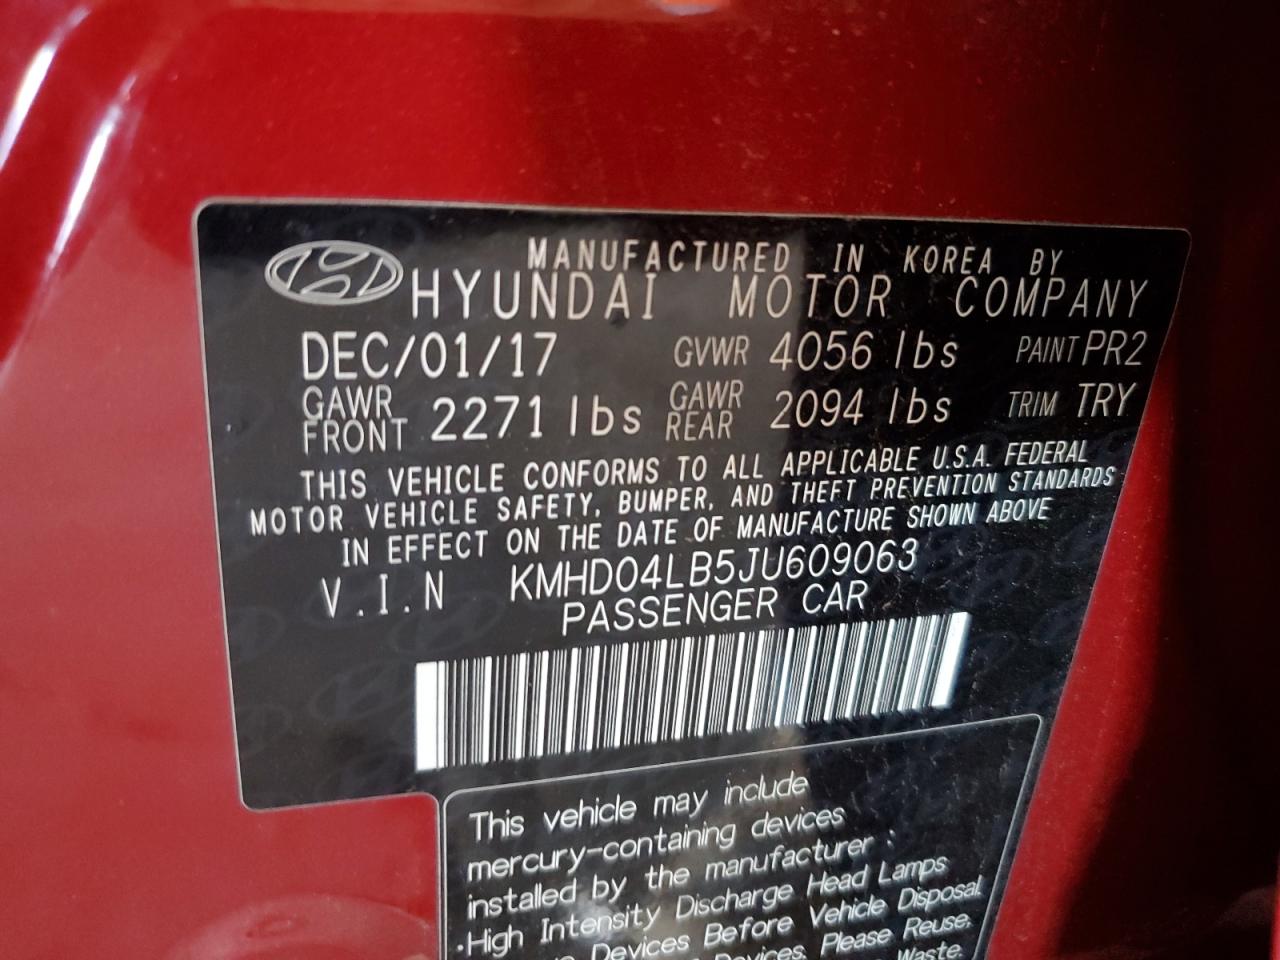 MANUFACTURED IN KOREA BY
HYUNDAI MOTOR COMPANY
DEC/01/17 GVWR 4056 lbs PAINT PR2
GAWR FRONT 2271 lbs GAWR REAR 2094 lbs TRIM TRY
THIS VEHICLE CONFORMS TO ALL APPLICABLE U.S.A. FEDERAL
MOTOR VEHICLE SAFETY, BUMPER, AND THEFT PREVENTION STANDARDS
IN EFFECT ON THE DATE OF MANUFACTURE SHOWN ABOVE
V.I.N KMHD04LB5JU609063
PASSENGER CAR
This vehicle may include
mercury-containing devices
installed by the manufacturer :
·High Intensity Discharge Head Lamps
Devices Before Vehicle Disposal.
Devices. Please Reuse,
Waste.